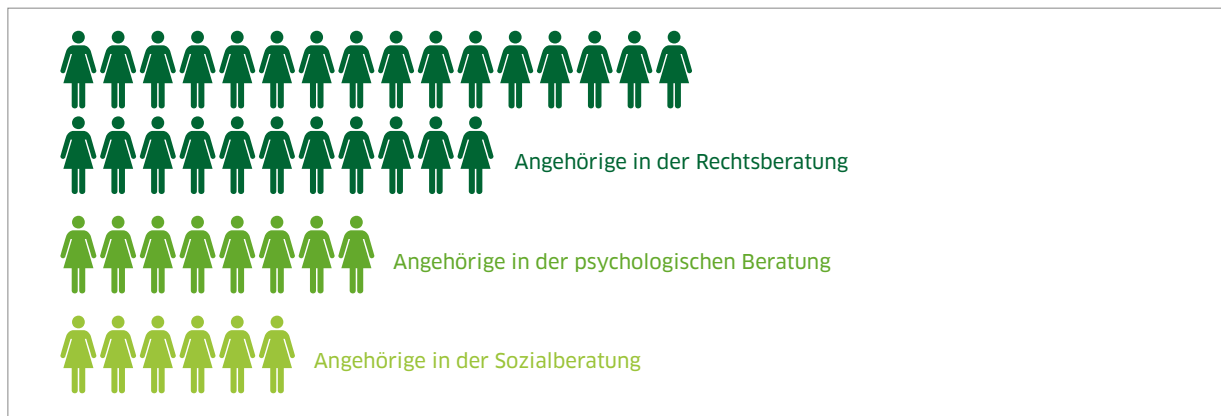 Angehörige in der Rechtsberatung
Angehörige in der psychologischen Beratung
Angehörige in der Sozialberatung